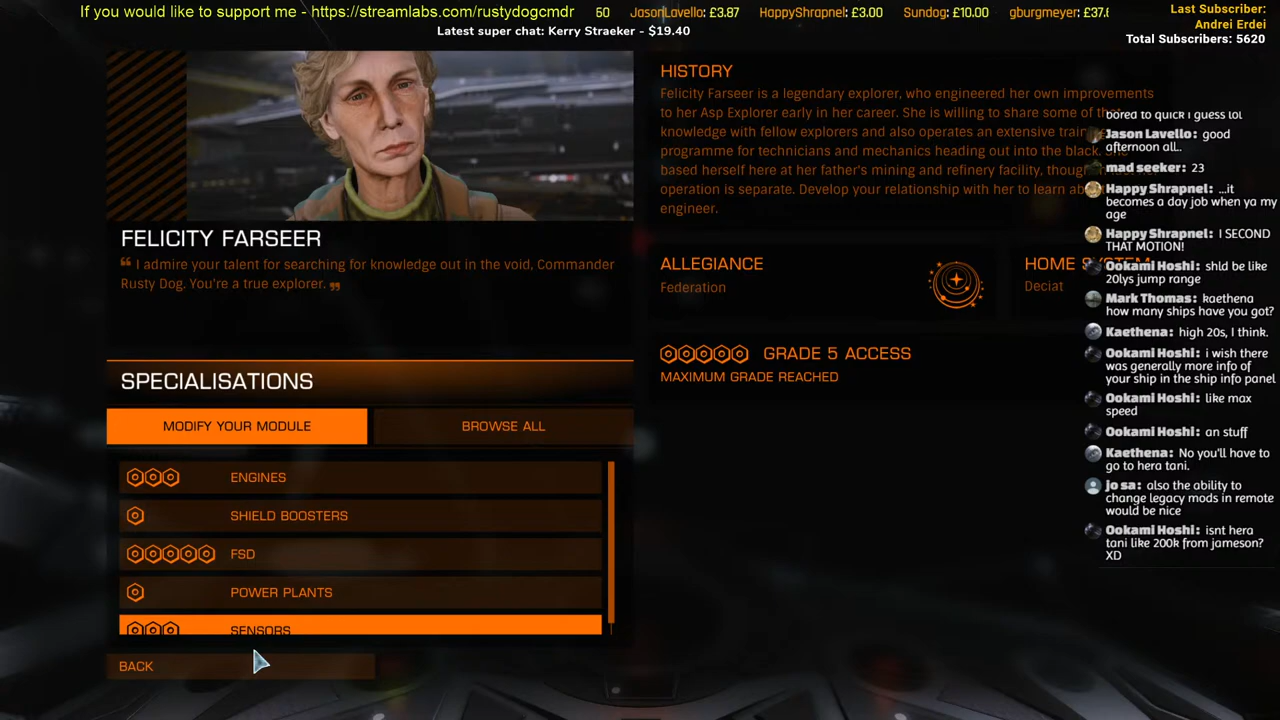 If you would like to support me - https://streamlabs.com/rustydogcmdr
50 JasonLavello: £3.87 HappyShrapnel: £3.00 Sundog: £10.00 gburgmeyer: £37.
Latest super chat: Kerry Straeker - $19.40
Last Subscriber:
Andrei Erdei
Total Subscribers: 5620
FELICITY FARSEER
“ I admire your talent for searching for knowledge out in the void, Commander
Rusty Dog. You're a true explorer. ”
SPECIALISATIONS
MODIFY YOUR MODULE
BROWSE ALL
ENGINES
SHIELD BOOSTERS
FSD
POWER PLANTS
SENSORS
BACK
HISTORY
Felicity Farseer is a legendary explorer, who engineered her own improvements
to her Asp Explorer early in her career. She is willing to share some of
knowledge with fellow explorers and also operates an extensive
programme for technicians and mechanics heading out into the black.
based herself here at her father's mining and refinery facility,
operation is separate. Develop your relationship with her to learn
engineer.
ALLEGIANCE
Federation
HOME SYSTEM
Deciat
GRADE 5 ACCESS
MAXIMUM GRADE REACHED
bored to quick i guess lol
Jason Lavello: good
afternoon all..
mad seeker: 23
Happy Shrapnel: ...it
becomes a day job when ya my
age
Happy Shrapnel: I SECOND
THAT MOTION!
Ookami Hoshi: shld be like
20lys jump range
Mark Thomas: kaethena
how many ships have you got?
Kaethena: high 20s, I think.
Ookami Hoshi: i wish there
was generally more info of
your ship in the ship info panel
Ookami Hoshi: like max
speed
Ookami Hoshi: an stuff
Kaethena: No you'll have to
go to hera tani.
jo sa: also the ability to
change legacy mods in remote
would be nice
Ookami Hoshi: isnt hera
tani like 200k from jameson?
XD